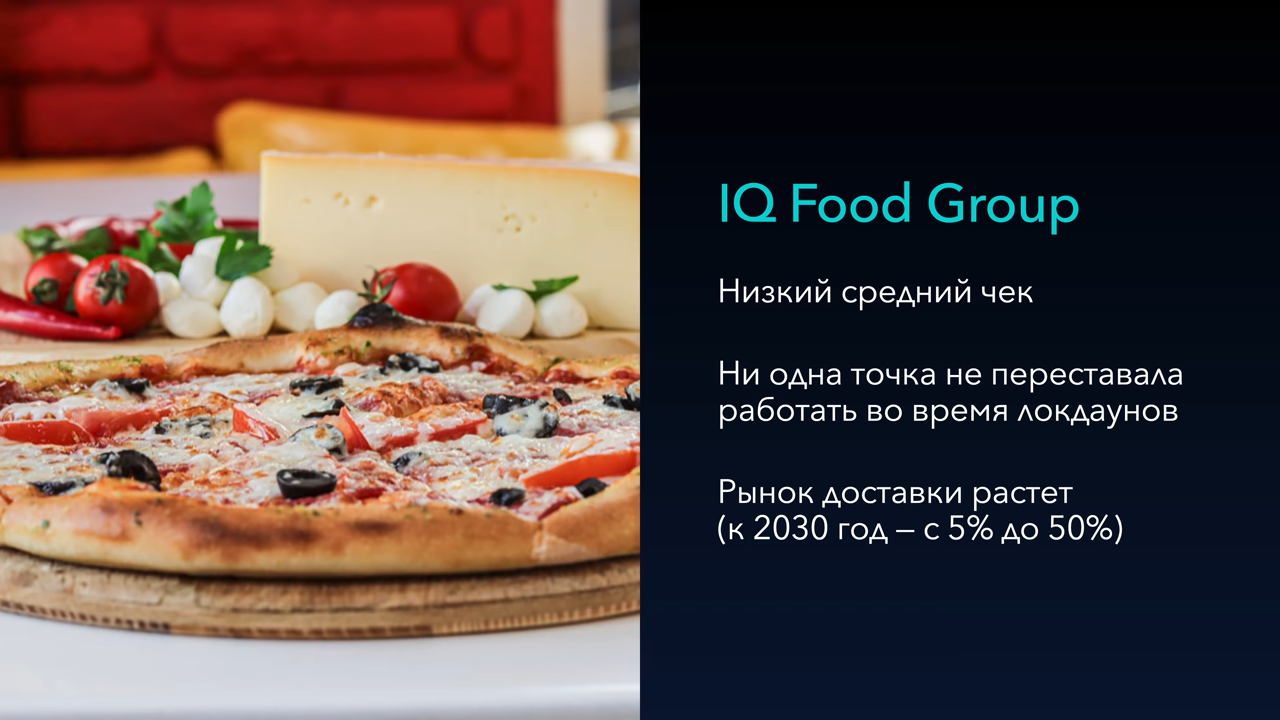 IQ Food Group
Низкий средний чек
Ни одна точка не переставала
работать во время локдаунов
Рынок доставки растет
(к 2030 год – с 5% до 50%)